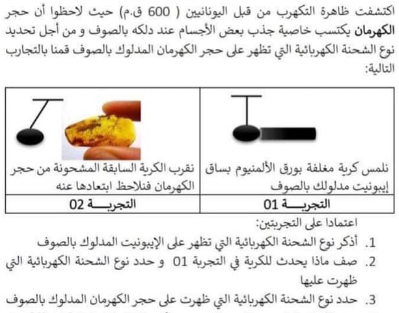 اكتشفت ظاهرة التكهرب من قبل اليونانيين ( 600 ق.م) حيث لاحظوا أن حجر
الكهرمان يكتسب خاصية جذب بعض الأجسام عند دلكه بالصوف و من أجل تحديد
نوع الشحنة الكهربائية التي تظهر على حجر الكهرمان المدلوك بالصوف قمنا بالتجارب
التالية:
نلمس كرية مغلفة بورق الألمنيوم بساق
إيبونيت مدلولك بالصوف
التجربــة 01
نقرب الكرية السابقة المشحونة من حجر
الكهرمان فنلاحظ ابتعادها عنه
التجربــة 02
اعتمادا على التجربتين:
1. أذكر نوع الشحنة الكهربائية التي تظهر على الإيبونيت المدلوك بالصوف
2. صف ماذا يحدث للكرية في التجربة 01 و حدد نوع الشحنة الكهربائية التي
ظهرت عليها
3. حدد نوع الشحنة الكهربائية التي ظهرت على حجر الكهرمان المدلوك بالصوف